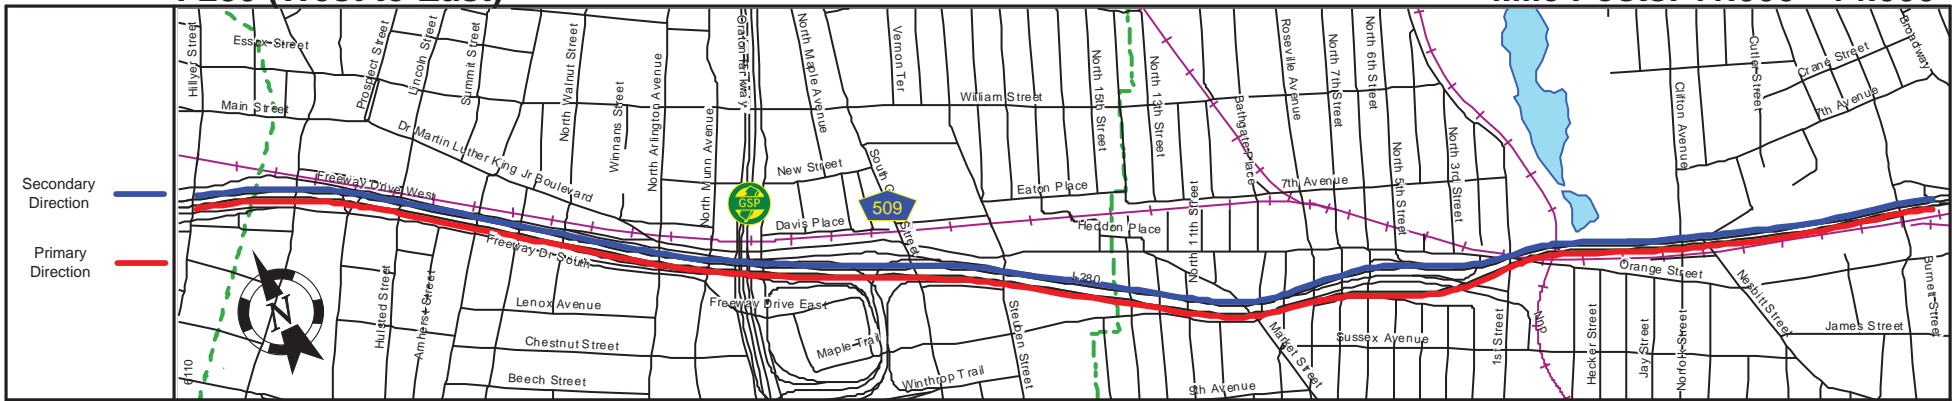 Secondary
Direction
Primary
Direction
Hillyer Street
Essex Street
Main Street
Prospect Street
Lincoln Street
Summit Street
North Walnut Street
Winnans Street
North Arlington Avenue
North Munn Avenue
North Maple Avenue
Vernon Ter
William Street
North 15th Street
North 13th Street
Bathgate Place
Roseville Avenue
North 7th Street
North 6th Street
North 5th Street
North 3rd Street
Clifton Avenue
Cutler Street
Crane Street
7th Avenue
Broadway
Dr Martin Luther King Jr Boulevard
Freeway Drive West
New Street
Davis Place
GSP
509
Street
Eaton Place
Heddon Place
North 11th Street
7th Avenue
Freeway Dr South
I-280
Orange Street
Nesbitt Street
Burnett Street
Hulsted Street
Amherst Street
Lenox Avenue
Freeway Drive East
Chestnut Street
Beech Street
Maple Trail
Winthrop Trail
Steuben Street
Market Street
Sussex Avenue
9th Avenue
1st Street
Hecker Street
Jay Street
Norfolk Street
James Street
6110
N